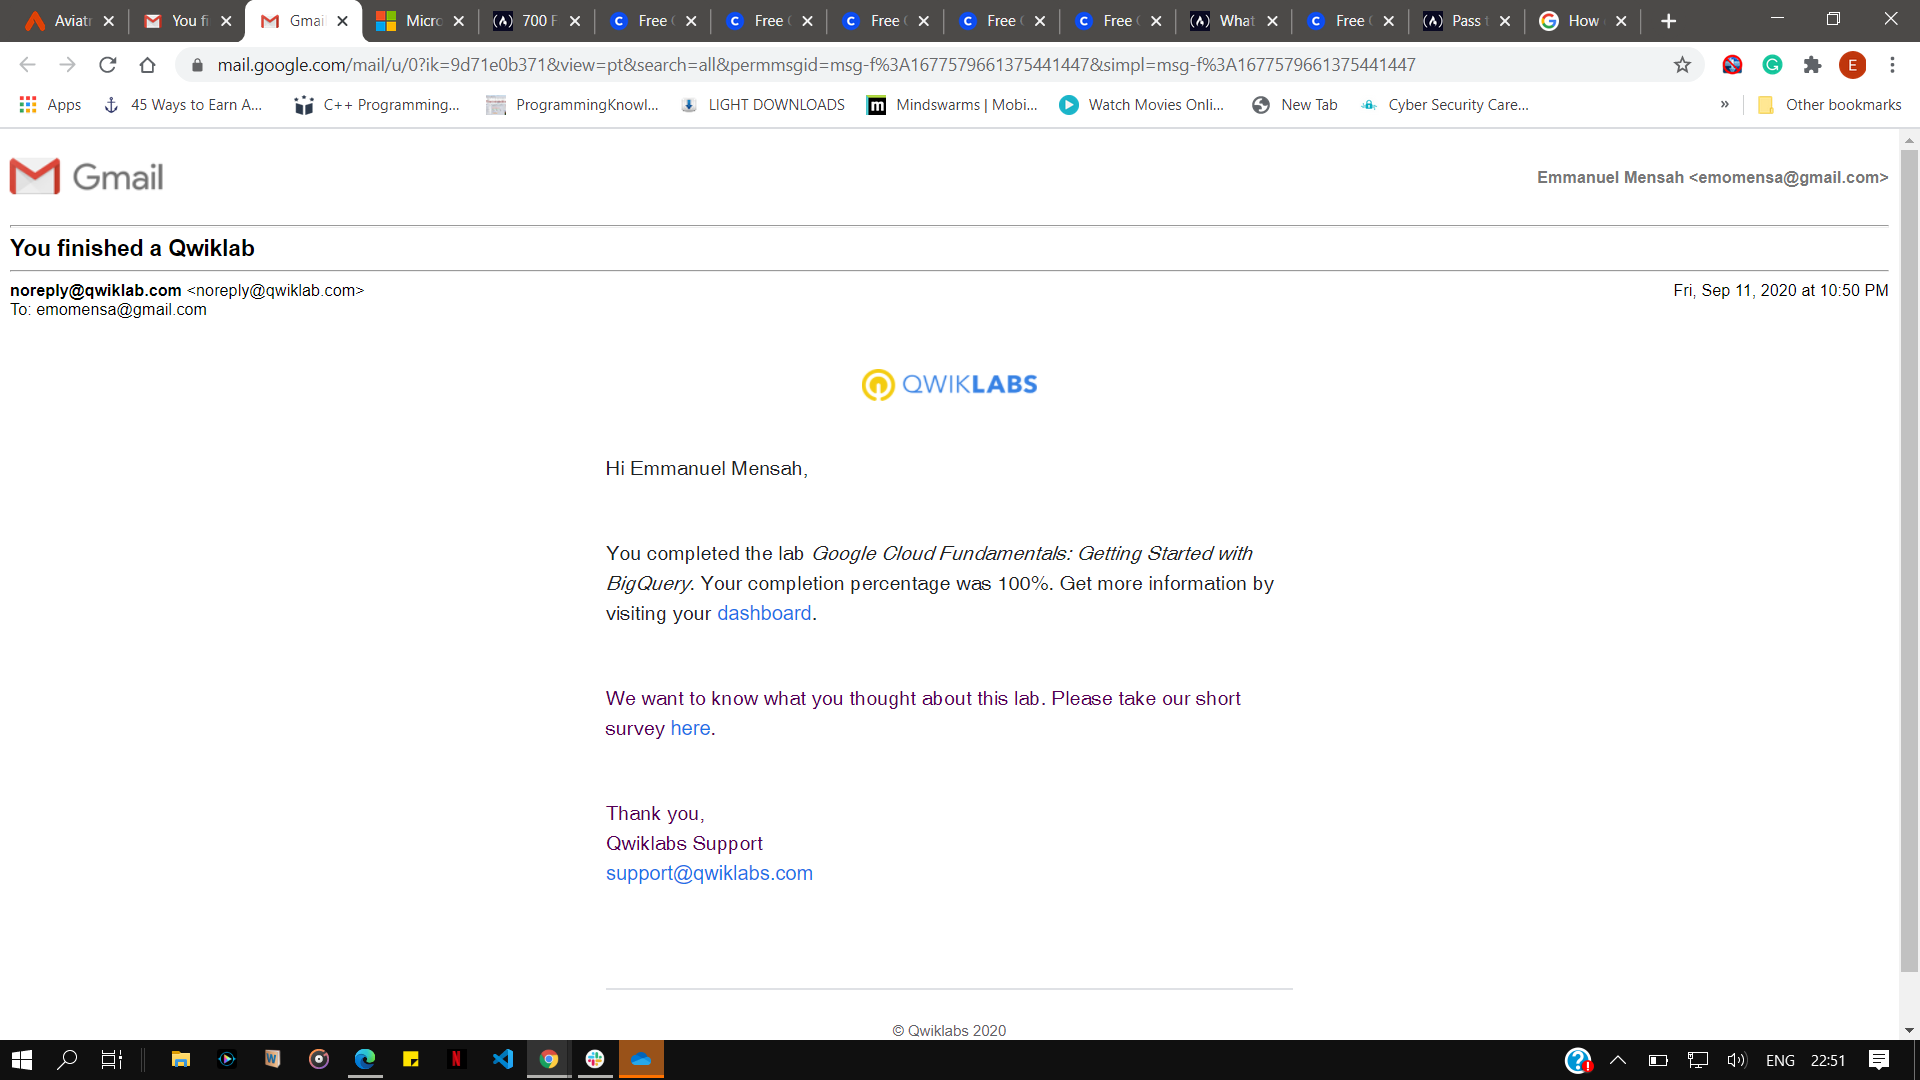 Aviatr
You fi
Gmai
Micro
700 F
Free
Free
Free
Free
Free
What
Free
Pass t
How
mail.google.com/mail/u/0?ik=9d71e0b371&view=pt&search=all&permmsgid=msg-f%3A1677579661375441447&simpl=msg-f%3A1677579661375441447
E
Apps
45 Ways to Earn A...
C++ Programming...
ProgrammingKnowl...
LIGHT DOWNLOADS
Mindswarms | Mobi...
Watch Movies Onli...
New Tab
Cyber Security Care...
»
Other bookmarks
Gmail
Emmanuel Mensah <emomensa@gmail.com>
You finished a Qwiklab
noreply@qwiklab.com <noreply@qwiklab.com>
Fri, Sep 11, 2020 at 10:50 PM
To: emomensa@gmail.com
QWIKLABS
Hi Emmanuel Mensah,
You completed the lab Google Cloud Fundamentals: Getting Started with
BigQuery. Your completion percentage was 100%. Get more information by
visiting your dashboard.
We want to know what you thought about this lab. Please take our short
survey here.
Thank you,
Qwiklabs Support
support@qwiklabs.com
© Qwiklabs 2020
ENG
22:51